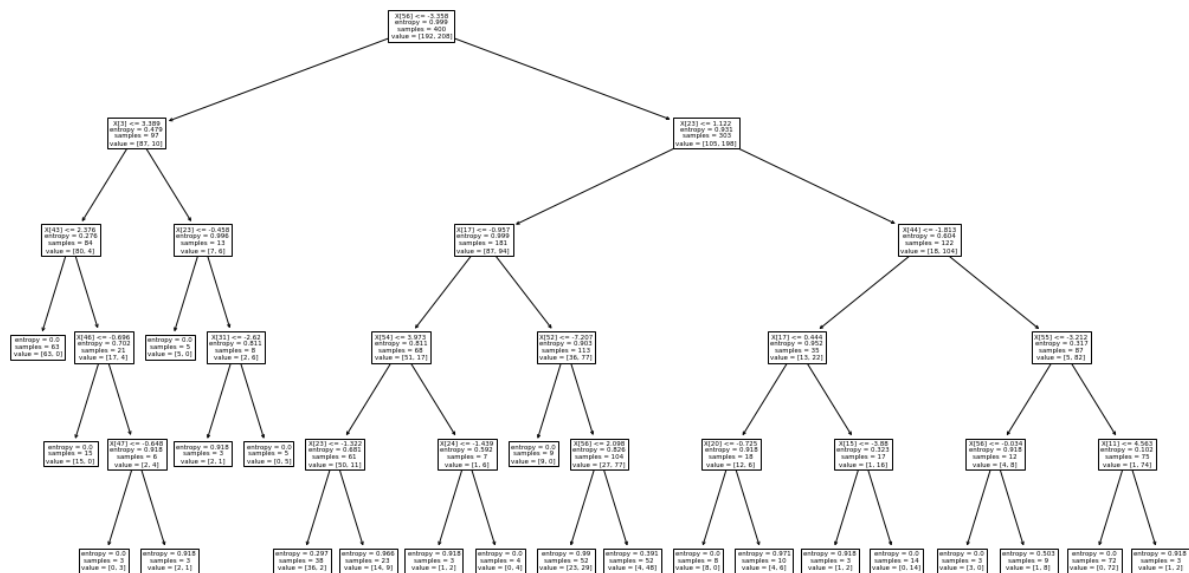 X[56] <= -3.358
entropy = 0.999
samples = 400
value = [192, 208]
X[3] <= 3.389
entropy = 0.479
samples = 97
value = [87, 10]
X[23] <= 1.122
entropy = 0.931
samples = 303
value = [105, 198]
X[43] <= 2.376
entropy = 0.276
samples = 84
value = [80, 4]
X[23] <= -0.458
entropy = 0.996
samples = 13
value = [7, 6]
X[17] <= -0.957
entropy = 0.999
samples = 181
value = [87, 94]
X[44] <= -1.813
entropy = 0.604
samples = 122
value = [18, 104]
entropy = 0.0
samples = 63
value = [63, 0]
X[46] <= -0.696
entropy = 0.702
samples = 21
value = [17, 4]
entropy = 0.0
samples = 5
value = [5, 0]
X[31] <= -2.62
entropy = 0.811
samples = 8
value = [2, 6]
X[54] <= 3.973
entropy = 0.811
samples = 68
value = [51, 17]
X[52] <= -7.207
entropy = 0.903
samples = 113
value = [36, 77]
X[17] <= 0.444
entropy = 0.952
samples = 35
value = [13, 22]
X[55] <= -3.212
entropy = 0.317
samples = 87
value = [5, 82]
entropy = 0.0
samples = 15
value = [15, 0]
X[47] <= -0.648
entropy = 0.918
samples = 6
value = [2, 4]
entropy = 0.918
samples = 3
value = [2, 1]
entropy = 0.0
samples = 5
value = [0, 5]
X[23] <= -1.322
entropy = 0.681
samples = 61
value = [50, 11]
X[24] <= -1.439
entropy = 0.592
samples = 7
value = [1, 6]
entropy = 0.0
samples = 9
value = [9, 0]
X[56] <= 2.098
entropy = 0.826
samples = 104
value = [27, 77]
X[20] <= -0.725
entropy = 0.918
samples = 18
value = [12, 6]
X[15] <= -3.88
entropy = 0.323
samples = 17
value = [1, 16]
X[56] <= -0.034
entropy = 0.918
samples = 12
value = [4, 8]
X[11] <= 4.563
entropy = 0.102
samples = 75
value = [1, 74]
entropy = 0.0
samples = 3
value = [0, 3]
entropy = 0.918
samples = 3
value = [2, 1]
entropy = 0.297
samples = 38
value = [36, 2]
entropy = 0.966
samples = 23
value = [14, 9]
entropy = 0.918
samples = 3
value = [1, 2]
entropy = 0.0
samples = 4
value = [0, 4]
entropy = 0.99
samples = 52
value = [23, 29]
entropy = 0.391
samples = 52
value = [4, 48]
entropy = 0.0
samples = 8
value = [8, 0]
entropy = 0.971
samples = 10
value = [4, 6]
entropy = 0.918
samples = 3
value = [1, 2]
entropy = 0.0
samples = 14
value = [0, 14]
entropy = 0.0
samples = 3
value = [3, 0]
entropy = 0.503
samples = 9
value = [1, 8]
entropy = 0.0
samples = 72
value = [0, 72]
entropy = 0.918
samples = 3
value = [1, 2]